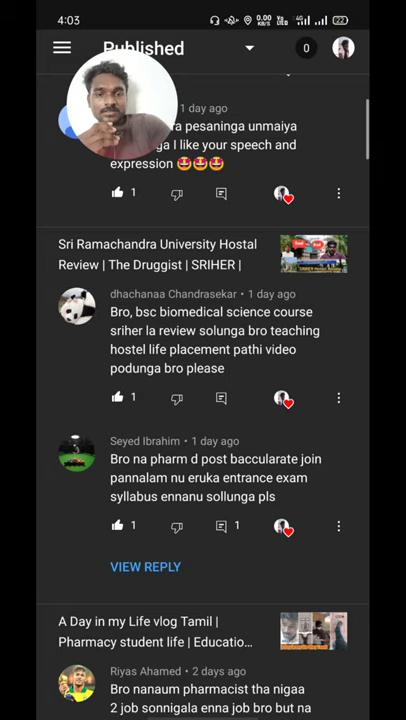 4:03
0.00
KB/s
4G
22
Published
0
1 day ago
pesaninga unmaiya
ga I like your speech and
expression 🤩🤩🤩
1
Sri Ramachandra University Hostal
Review | The Druggist | SRIHER |
dhachanaa Chandrasekar • 1 day ago
Bro, bsc biomedical science course
sriher la review solunga bro teaching
hostel life placement pathi video
podunga bro please
1
Seyed Ibrahim • 1 day ago
Bro na pharm d post baccularate join
pannalam nu eruka entrance exam
syllabus ennanu sollunga pls
1
1
VIEW REPLY
A Day in my Life vlog Tamil |
Pharmacy student life | Educatio...
Riyas Ahamed • 2 days ago
Bro nanaum pharmacist tha nigaa
2 job sonnigala enna job bro but na